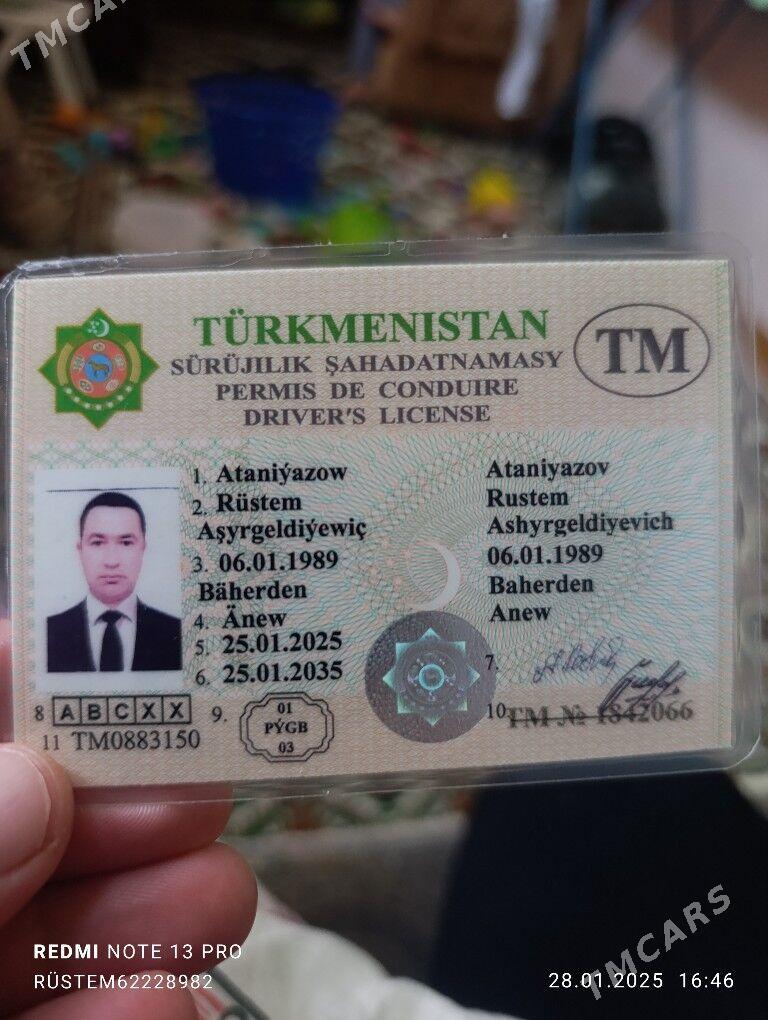 TMCARS
TÜRKMENISTAN
TM
SÜRÜJILIK ŞAHADATNAMASY
PERMIS DE CONDUIRE
DRIVER'S LICENSE
1. Ataniýazow
Ataniyazov
2. Rüstem
Rustem
Aşyrgeldiýewiç
Ashyrgeldiyevich
3. 06.01.1989
06.01.1989
Bäherden
Baherden
4. Änew
Anew
5. 25.01.2025
6. 25.01.2035
7.
8 A B C X X
9. 01
PÝGB
03
10. TM № 1842066
11 TM0883150
REDMI NOTE 13 PRO
RÜSTEM62228982
28.01.2025 16:46
TMCARS